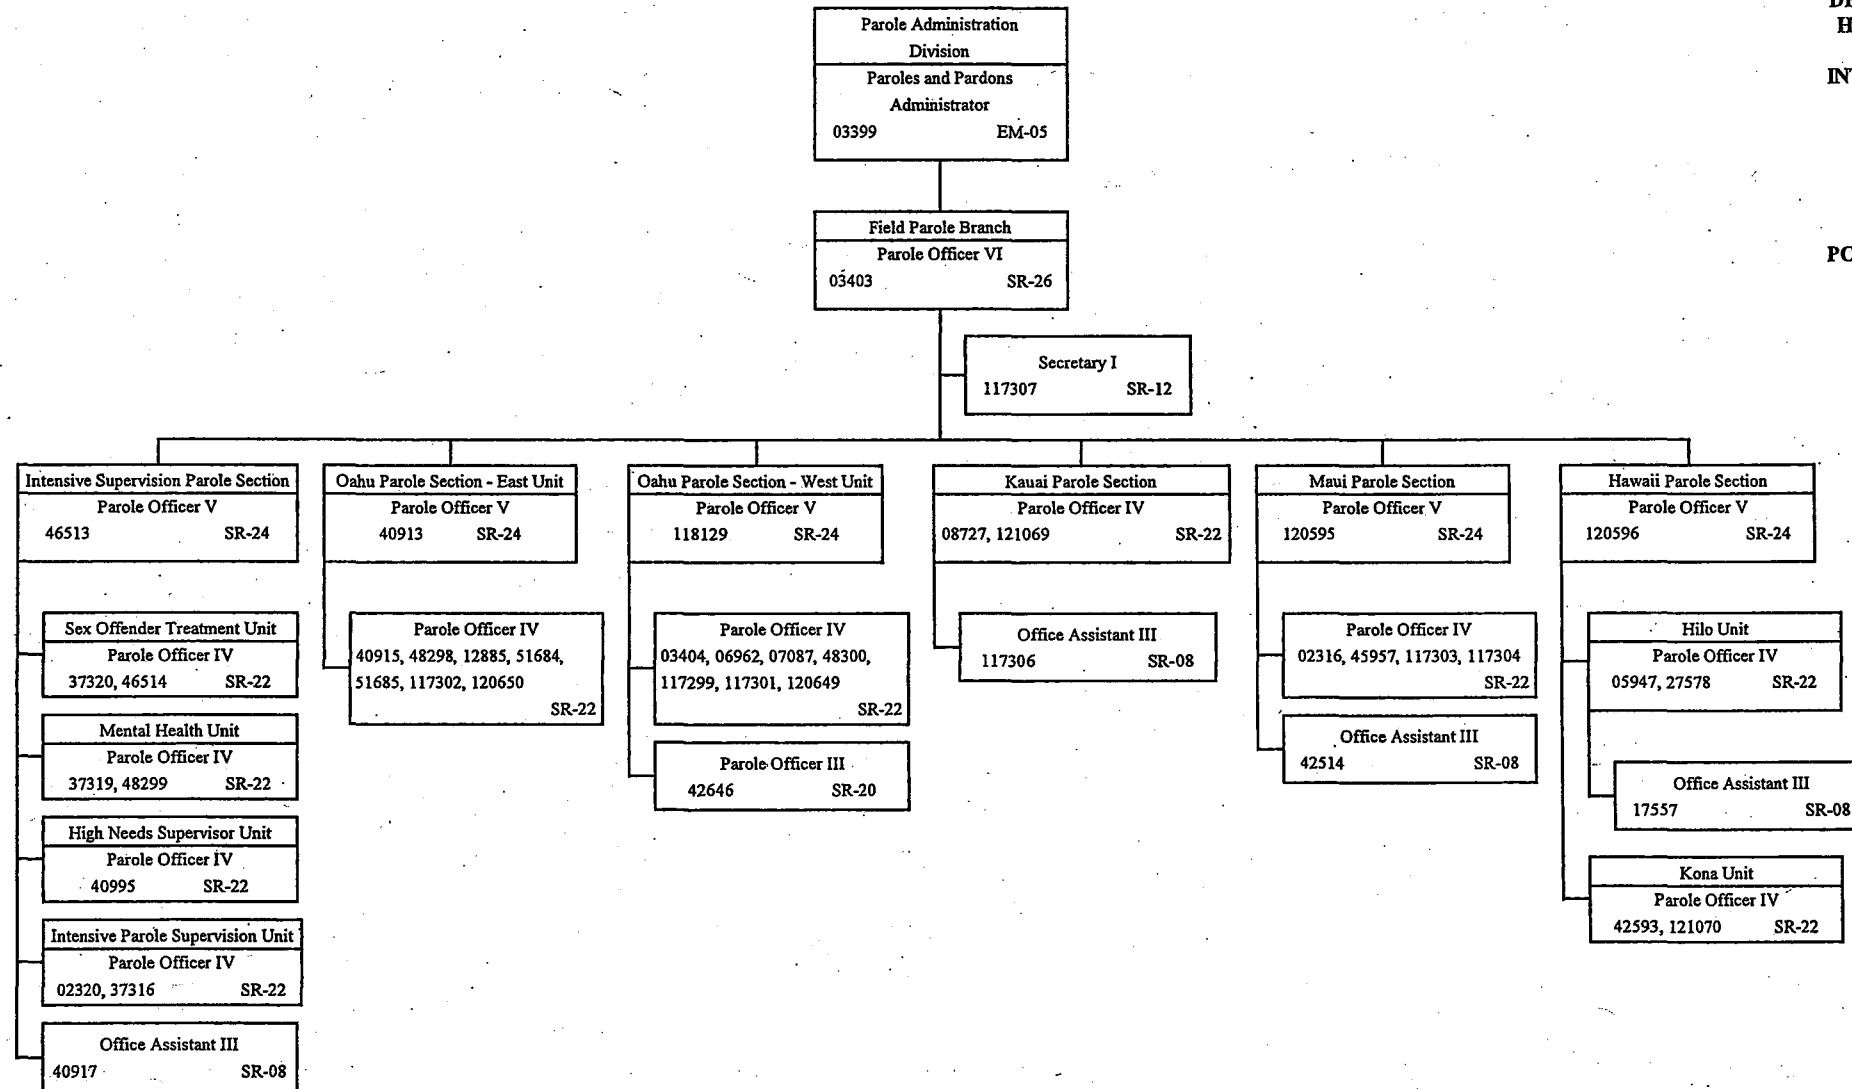 Parole Administration
Division
Paroles and Pardons
Administrator
03399 EM-05
Field Parole Branch
Parole Officer VI
03403 SR-26
Secretary I
117307 SR-12
Intensive Supervision Parole Section
Parole Officer V
46513 SR-24
Sex Offender Treatment Unit
Parole Officer IV
37320, 46514 SR-22
Mental Health Unit
Parole Officer IV
37319, 48299 SR-22
High Needs Supervisor Unit
Parole Officer IV
40995 SR-22
Intensive Parole Supervision Unit
Parole Officer IV
02320, 37316 SR-22
Office Assistant III
40917 SR-08
Oahu Parole Section - East Unit
Parole Officer V
40913 SR-24
Parole Officer IV
40915, 48298, 12885, 51684,
51685, 117302, 120650
SR-22
Oahu Parole Section - West Unit
Parole Officer V
118129 SR-24
Parole Officer IV
03404, 06962, 07087, 48300,
117299, 117301, 120649
SR-22
Parole Officer III
42646 SR-20
Kauai Parole Section
Parole Officer IV
08727, 121069 SR-22
Office Assistant III
117306 SR-08
Maui Parole Section
Parole Officer V
120595 SR-24
Parole Officer IV
02316, 45957, 117303, 117304
SR-22
Office Assistant III
42514 SR-08
Hawaii Parole Section
Parole Officer V
120596 SR-24
Hilo Unit
Parole Officer IV
05947, 27578 SR-22
Office Assistant III
17557 SR-08
Kona Unit
Parole Officer IV
42593, 121070 SR-22